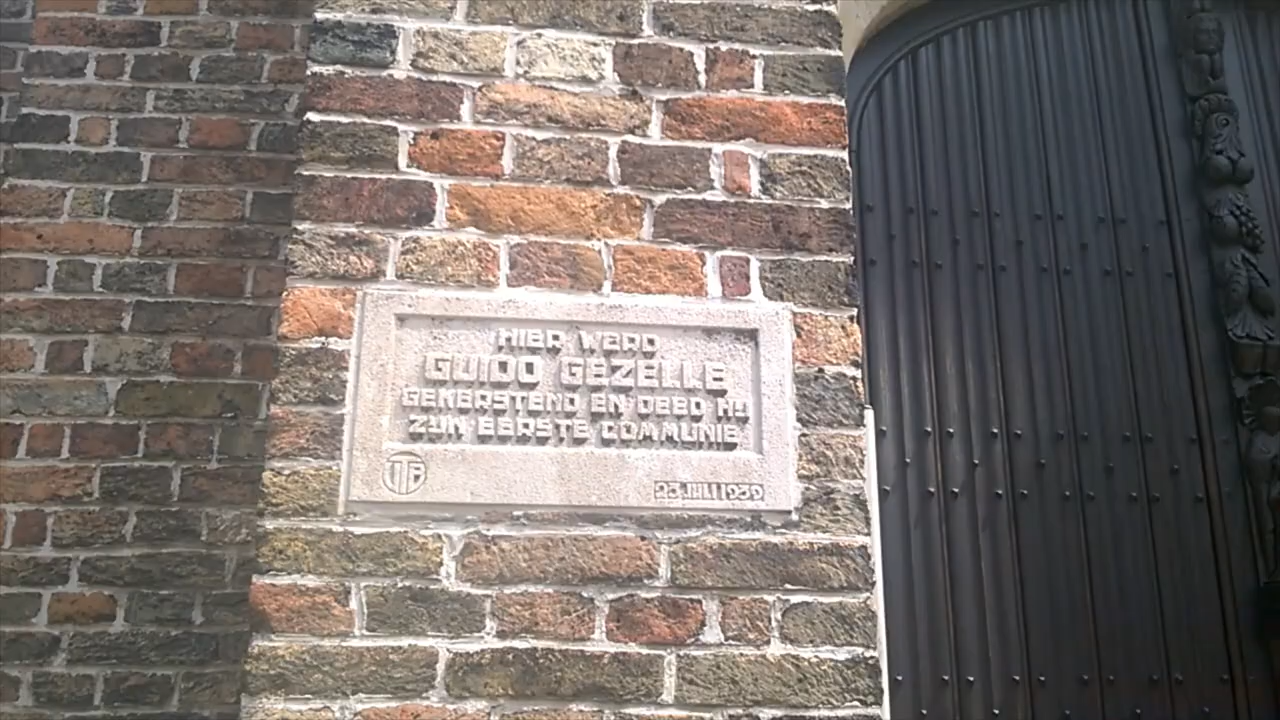 HIER WERD
GUIDO GEZELLE
GEKERSTEND EN DEED HIJ
ZIJN EERSTE COMMUNIE
23 JULI 1939